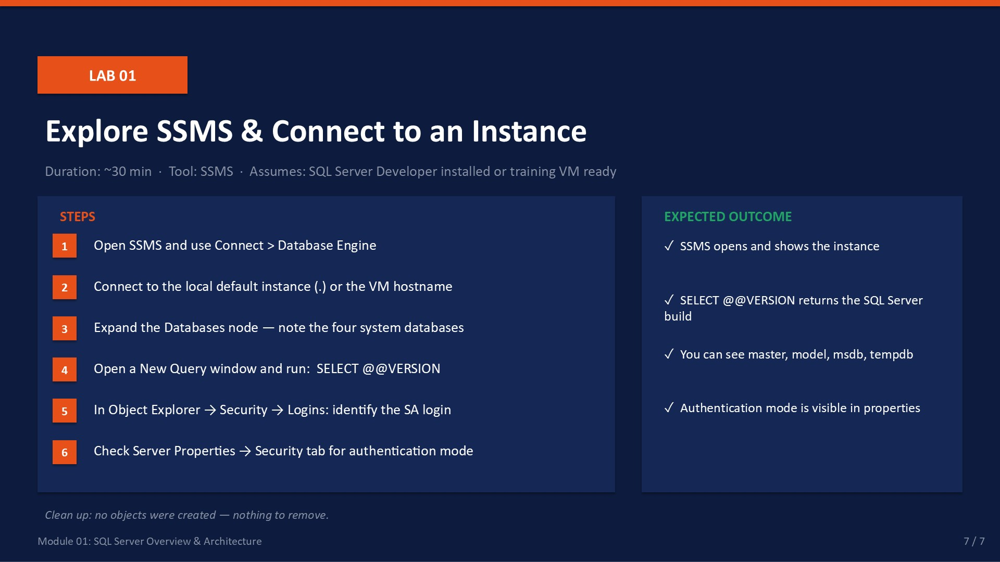 LAB 01
Explore SSMS & Connect to an Instance
Duration: ~30 min · Tool: SSMS · Assumes: SQL Server Developer installed or training VM ready
STEPS
1 Open SSMS and use Connect > Database Engine
2 Connect to the local default instance (.) or the VM hostname
3 Expand the Databases node — note the four system databases
4 Open a New Query window and run: SELECT @@VERSION
5 In Object Explorer → Security → Logins: identify the SA login
6 Check Server Properties → Security tab for authentication mode
EXPECTED OUTCOME
✓ SSMS opens and shows the instance
✓ SELECT @@VERSION returns the SQL Server
build
✓ You can see master, model, msdb, tempdb
✓ Authentication mode is visible in properties
Clean up: no objects were created — nothing to remove.
Module 01: SQL Server Overview & Architecture
7 / 7